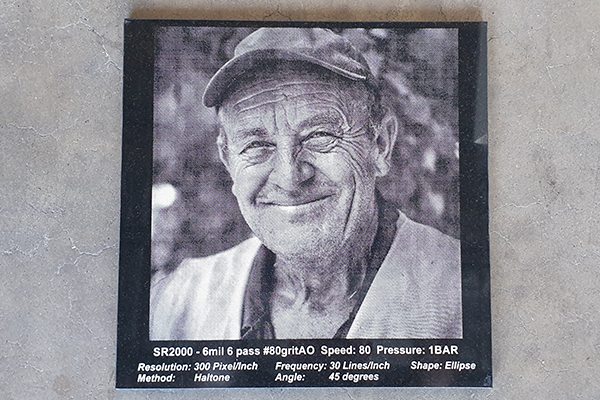 SR2000 - 6mil 6 pass #80gritAO Speed: 80 Pressure: 1BAR
Resolution: 300 Pixel/Inch Frequency: 30 Lines/Inch Shape: Ellipse
Method: Haltone Angle: 45 degrees